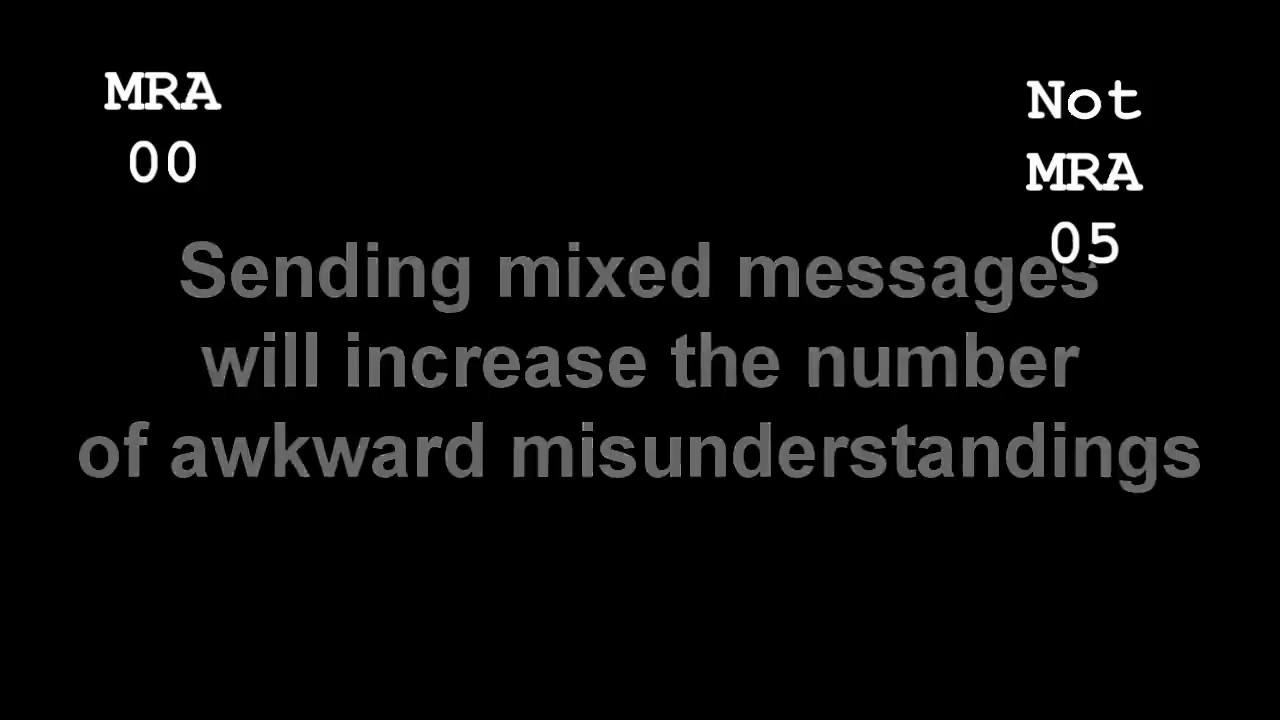 MRA
00
Not
MRA
05
Sending mixed messages
will increase the number
of awkward misunderstandings